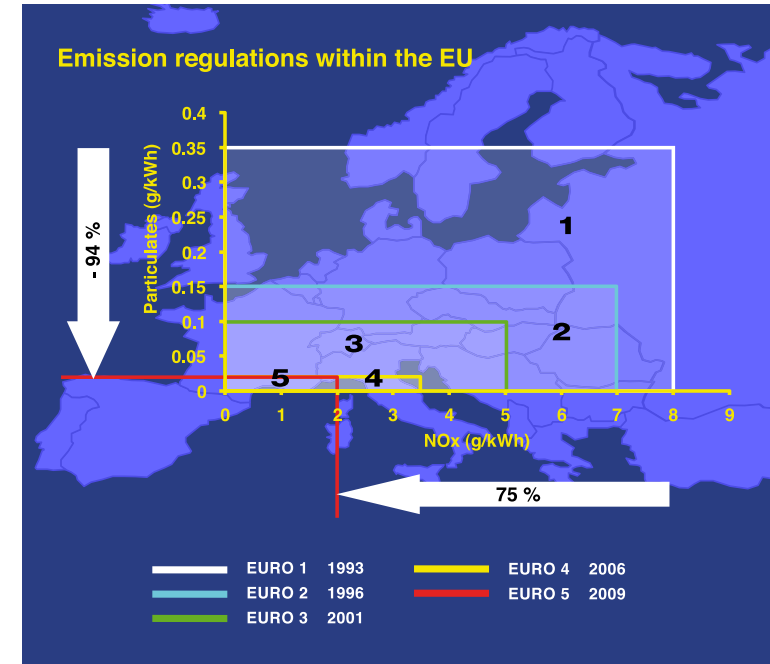 Emission regulations within the EU
Particulates (g/kWh)
0.4
0.35
0.3
0.25
0.2
0.15
0.1
0.05
0
- 94 %
1
2
3
4
5
0 1 2 3 4 5 6 7 8 9
NOx (g/kWh)
75 %
EURO 1 1993
EURO 2 1996
EURO 3 2001
EURO 4 2006
EURO 5 2009